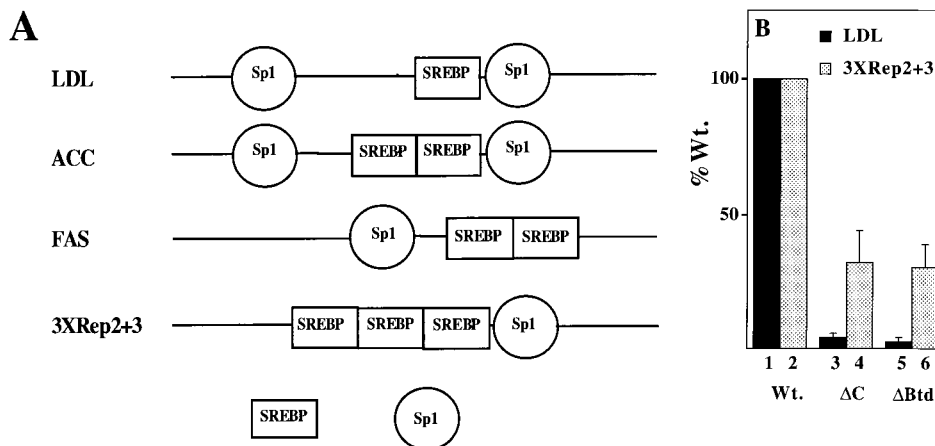 A
LDL
Sp1
SREBP
Sp1
ACC
Sp1
SREBP
SREBP
Sp1
FAS
Sp1
SREBP
SREBP
3XRep2+3
SREBP
SREBP
SREBP
Sp1
SREBP
Sp1
B
LDL
3XRep2+3
% Wt.
100
50
1 2 3 4 5 6
Wt. ΔC ΔBtd